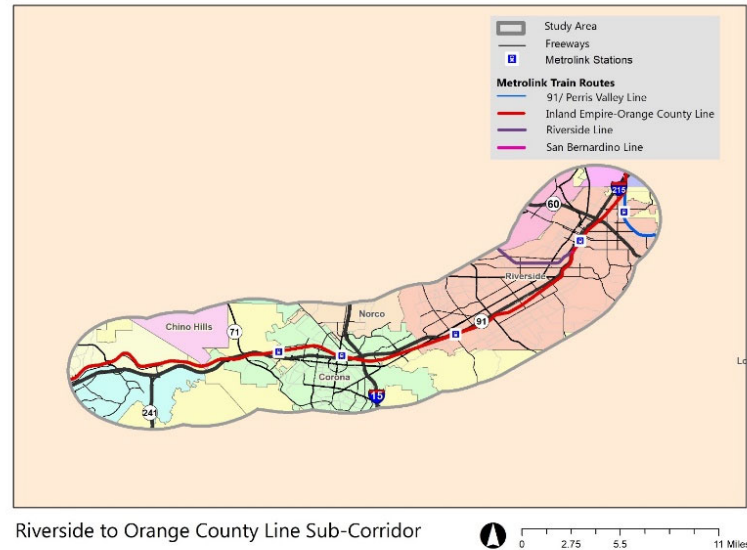 Study Area
Freeways
Metrolink Stations
Metrolink Train Routes
91/ Perris Valley Line
Inland Empire-Orange County Line
Riverside Line
San Bernardino Line
215
60
Riverside
Norco
91
Chino Hills
71
Corona
15
241
Lo
Riverside to Orange County Line Sub-Corridor
0 2.75 5.5 11 Miles